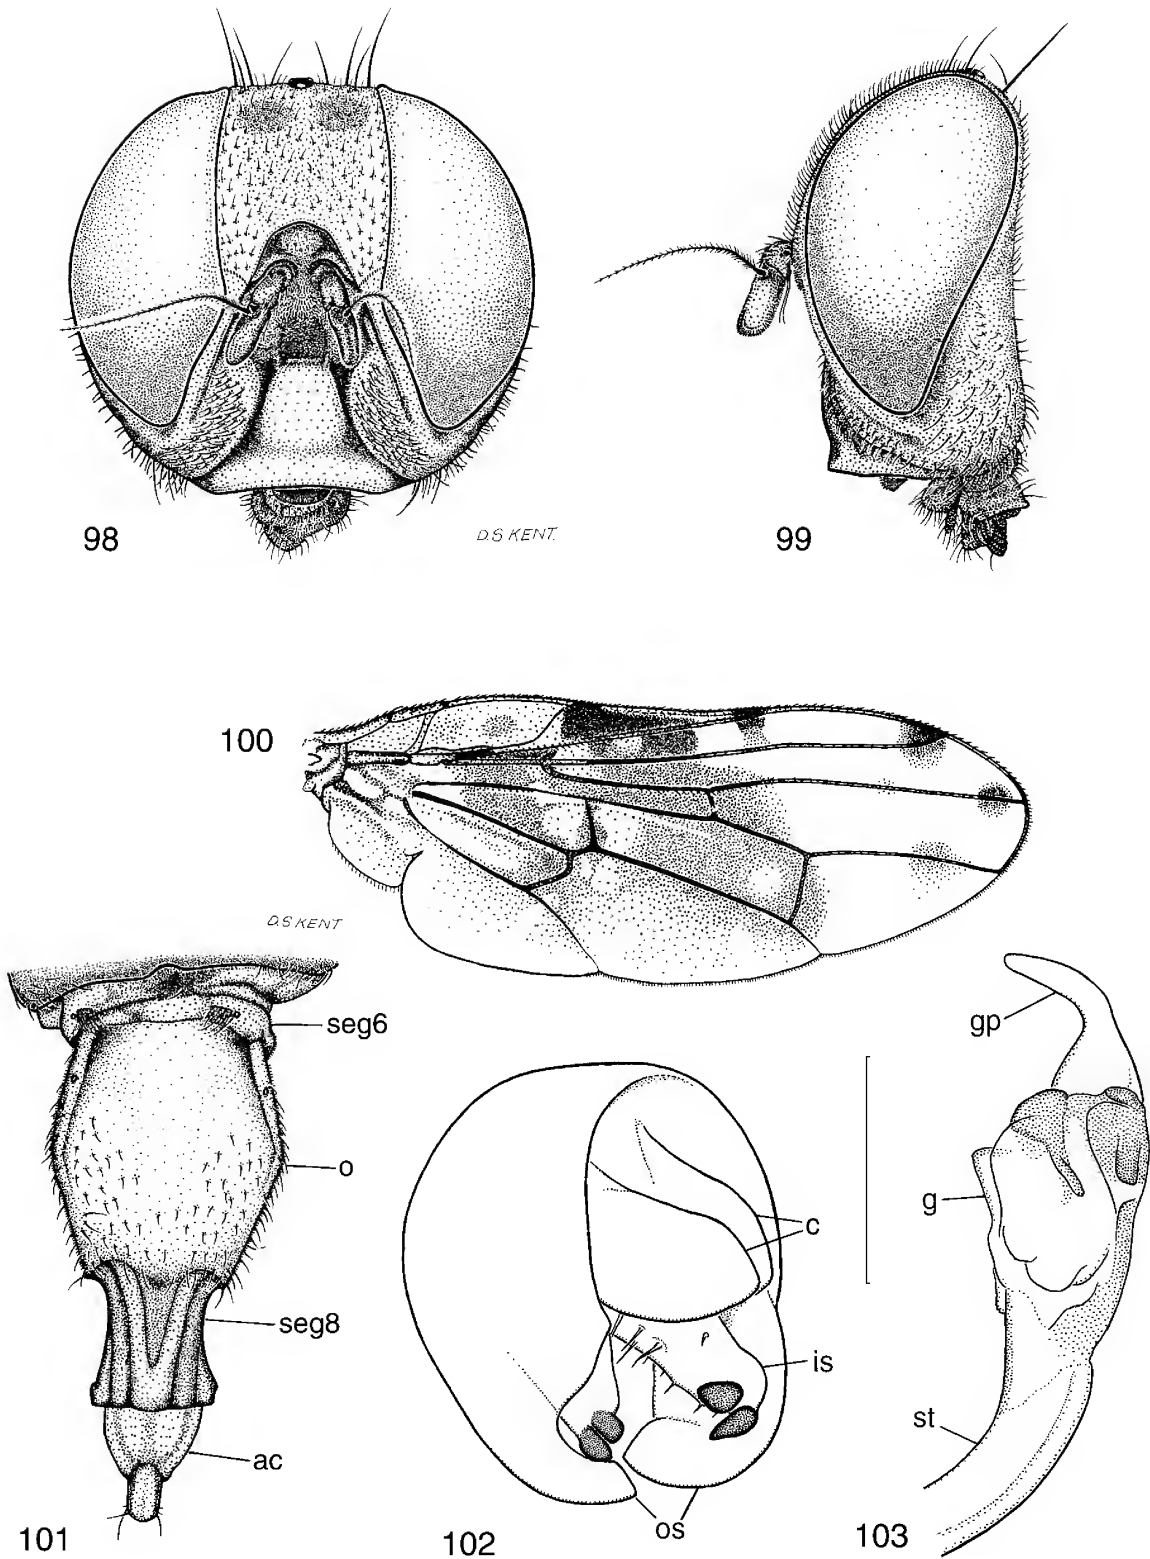 98
D.S KENT.
99
100
D.S KENT
seg6
o
seg8
ac
101
c
is
os
102
gp
g
st
103